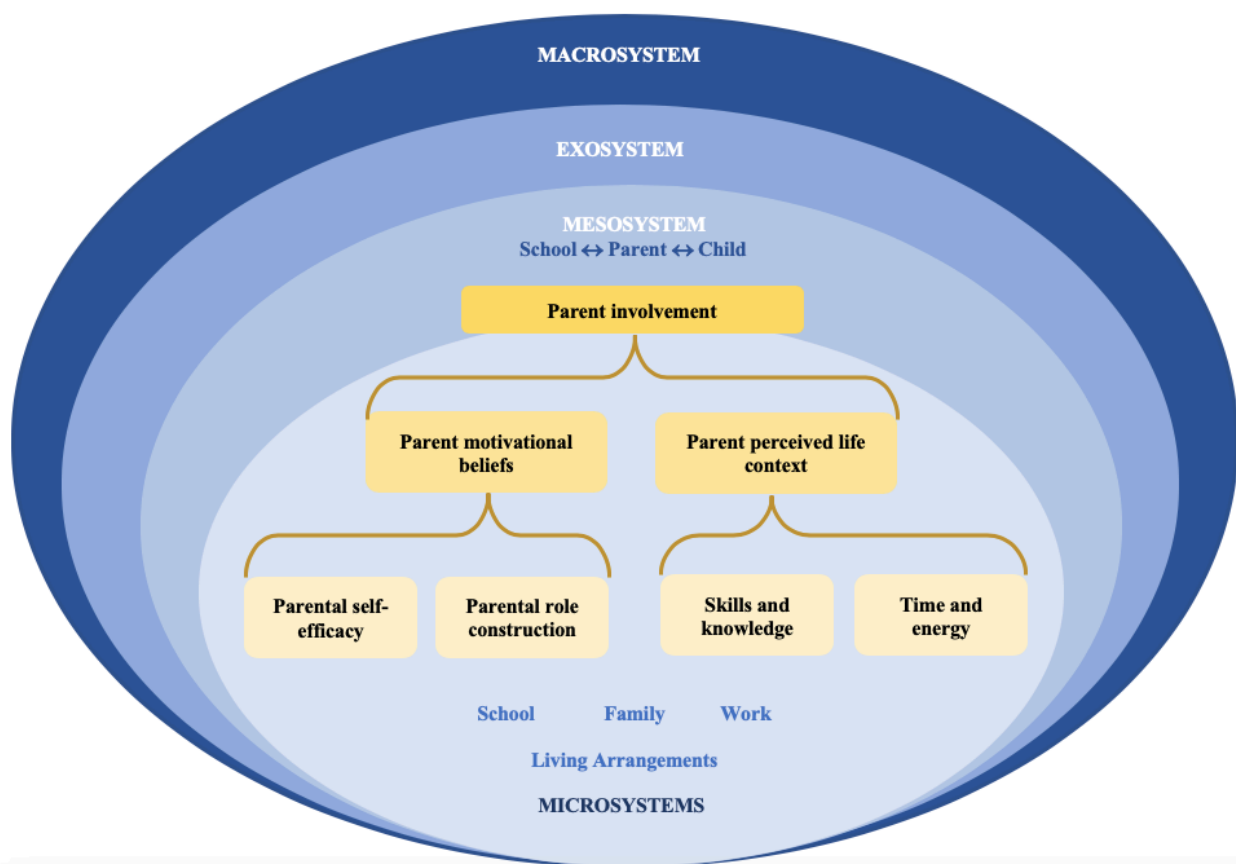 MACROSYSTEM
EXOSYSTEM
MESOSYSTEM
School ↔ Parent ↔ Child
Parent involvement
Parent motivational
beliefs
Parent perceived life
context
Parental self-
efficacy
Parental role
construction
Skills and
knowledge
Time and
energy
School Family Work
Living Arrangements
MICROSYSTEMS